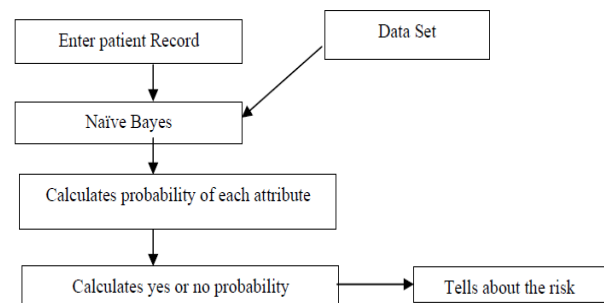 Enter patient Record
Data Set
Naïve Bayes
Calculates probability of each attribute
Calculates yes or no probability
Tells about the risk